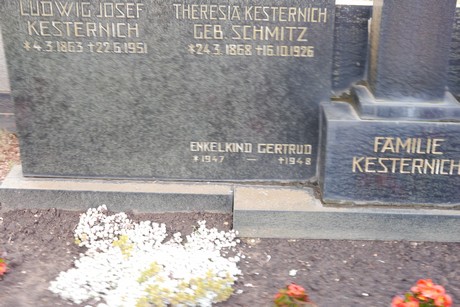 LUDWIG JOSEF
KESTERNICH
*4.3.1863 †22.6.1951
THERESIA KESTERNICH
GEB. SCHMITZ
*24.3.1868 †16.10.1926
ENKELKIND GERTRUD
*1947 — †1948
FAMILIE
KESTERNICH